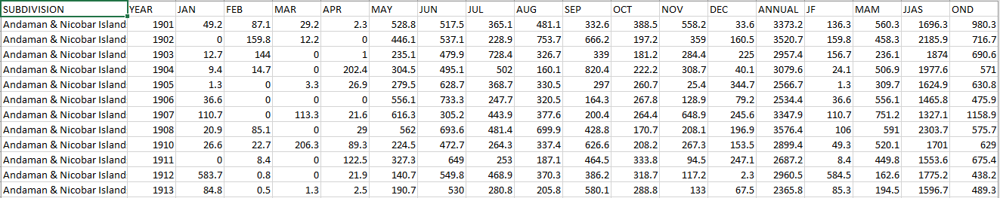 SUBDIVISION YEAR JAN FEB MAR APR MAY JUN JUL AUG SEP OCT NOV DEC ANNUAL JF MAM JJAS OND
Andaman & Nicobar Island 1901 49.2 87.1 29.2 2.3 528.8 517.5 365.1 481.1 332.6 388.5 558.2 33.6 3373.2 136.3 560.3 1696.3 980.3
Andaman & Nicobar Island 1902 0 159.8 12.2 0 446.1 537.1 228.9 753.7 666.2 197.2 359 160.5 3520.7 159.8 458.3 2185.9 716.7
Andaman & Nicobar Island 1903 12.7 144 0 1 235.1 479.9 728.4 326.7 339 181.2 284.4 225 2957.4 156.7 236.1 1874 690.6
Andaman & Nicobar Island 1904 9.4 14.7 0 202.4 304.5 495.1 502 160.1 820.4 222.2 308.7 40.1 3079.6 24.1 506.9 1977.6 571
Andaman & Nicobar Island 1905 1.3 0 3.3 26.9 279.5 628.7 368.7 330.5 297 260.7 25.4 344.7 2566.7 1.3 309.7 1624.9 630.8
Andaman & Nicobar Island 1906 36.6 0 0 0 556.1 733.3 247.7 320.5 164.3 267.8 128.9 79.2 2534.4 36.6 556.1 1465.8 475.9
Andaman & Nicobar Island 1907 110.7 0 113.3 21.6 616.3 305.2 443.9 377.6 200.4 264.4 648.9 245.6 3347.9 110.7 751.2 1327.1 1158.9
Andaman & Nicobar Island 1908 20.9 85.1 0 29 562 693.6 481.4 699.9 428.8 170.7 208.1 196.9 3576.4 106 591 2303.7 575.7
Andaman & Nicobar Island 1910 26.6 22.7 206.3 89.3 224.5 472.7 264.3 337.4 626.6 208.2 267.3 153.5 2899.4 49.3 520.1 1701 629
Andaman & Nicobar Island 1911 0 8.4 0 122.5 327.3 649 253 187.1 464.5 333.8 94.5 247.1 2687.2 8.4 449.8 1553.6 675.4
Andaman & Nicobar Island 1912 583.7 0.8 0 21.9 140.7 549.8 468.9 370.3 386.2 318.7 117.2 2.3 2960.5 584.5 162.6 1775.2 438.2
Andaman & Nicobar Island 1913 84.8 0.5 1.3 2.5 190.7 530 280.8 205.8 580.1 288.8 133 67.5 2365.8 85.3 194.5 1596.7 489.3